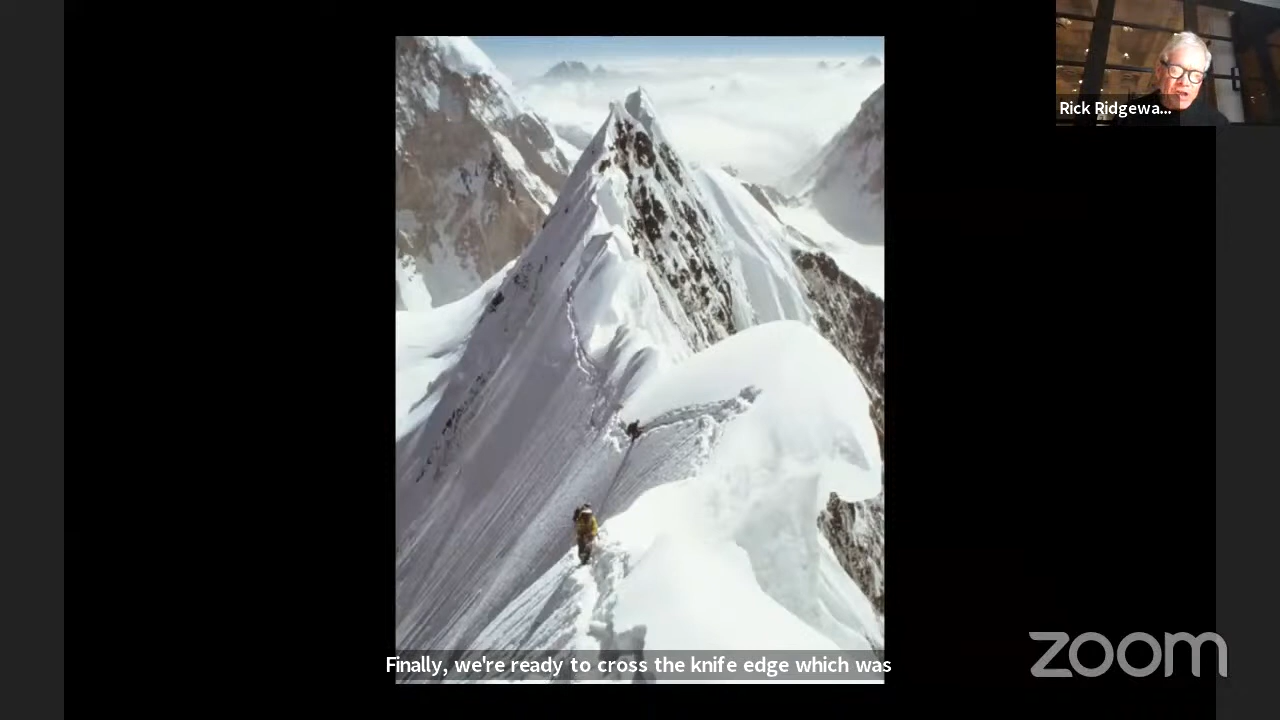 Rick Ridgewa...
Finally, we're ready to cross the knife edge which was
zoom